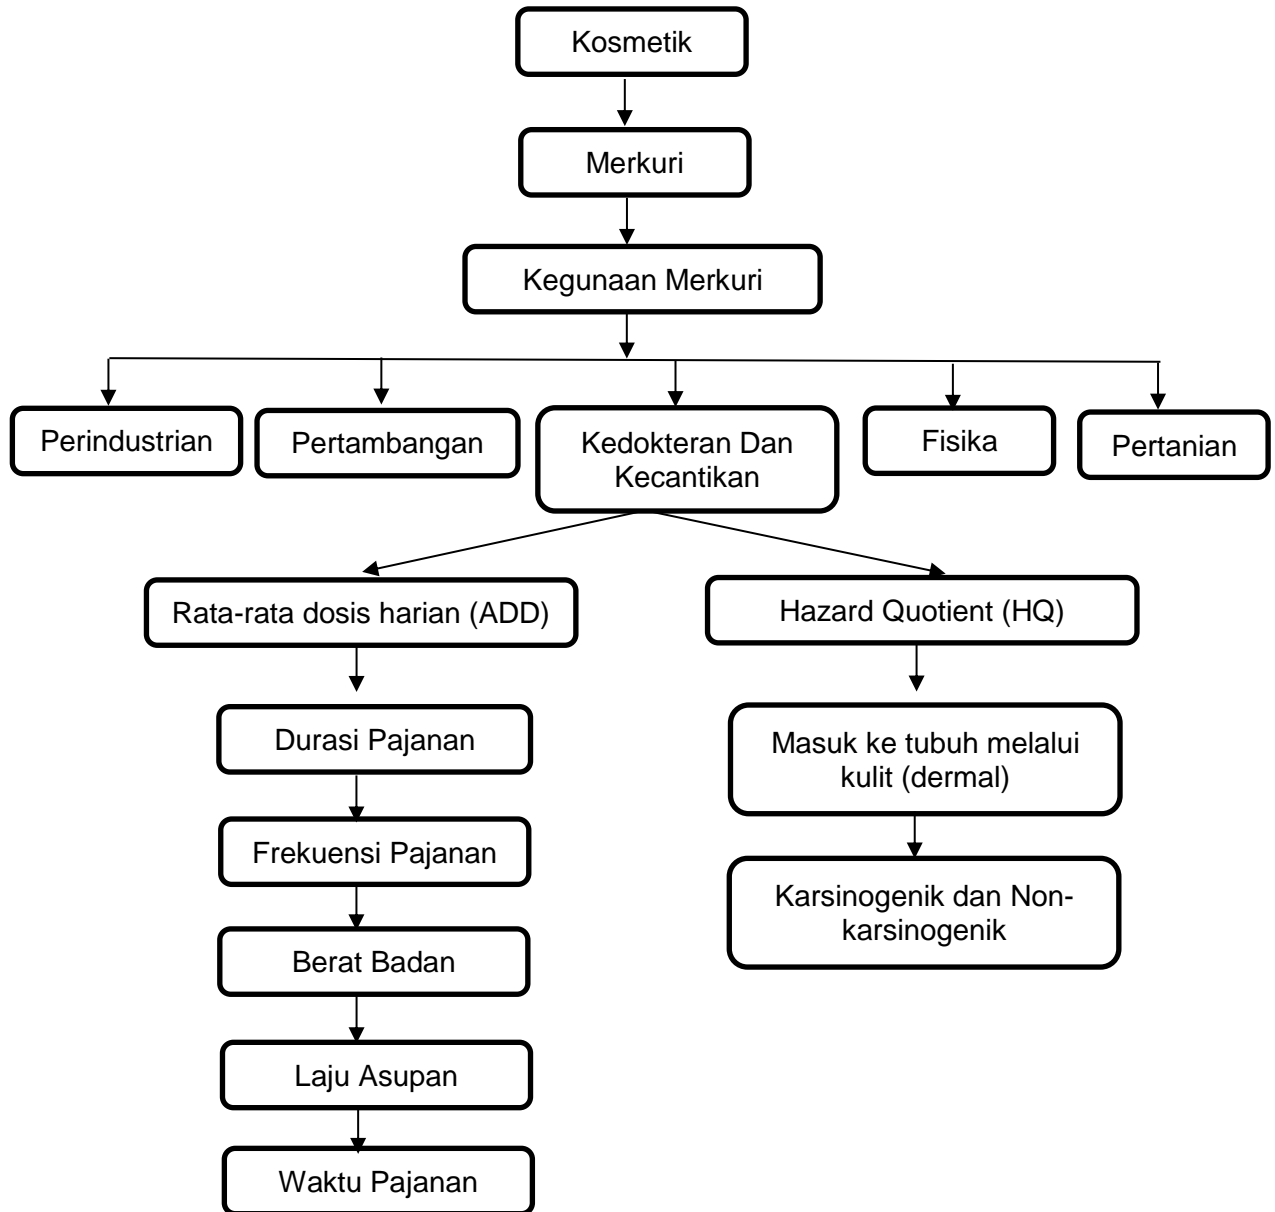 Kosmetik
Merkuri
Kegunaan Merkuri
Perindustrian
Pertambangan
Kedokteran Dan
Kecantikan
Fisika
Pertanian
Rata-rata dosis harian (ADD)
Hazard Quotient (HQ)
Durasi Pajanan
Masuk ke tubuh melalui
kulit (dermal)
Frekuensi Pajanan
Karsinogenik dan Non-
karsinogenik
Berat Badan
Laju Asupan
Waktu Pajanan